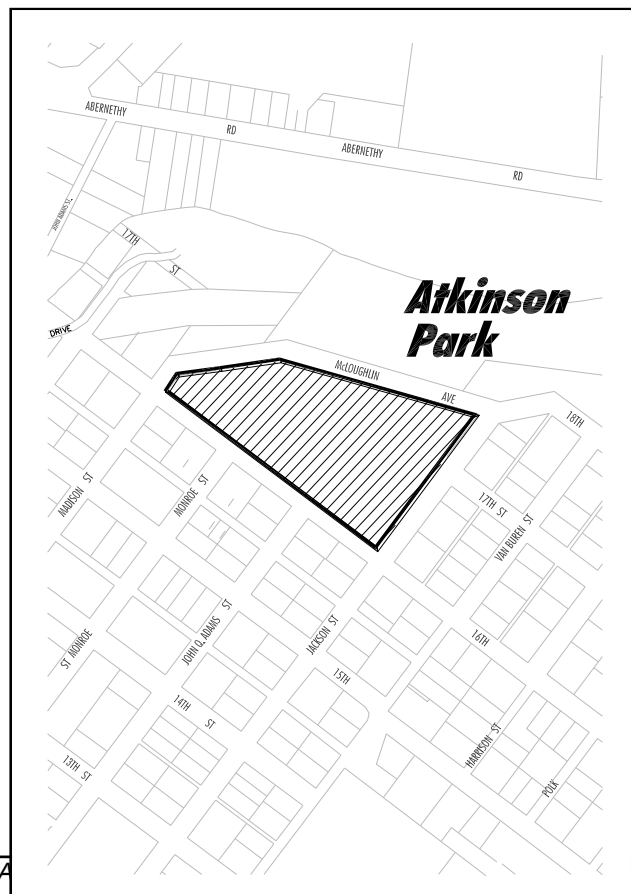 ABERNETHY
RD
ABERNETHY
RD
JOHN ADAMS ST.
17TH
ST
DRIVE
Atkinson
Park
McLOUGHLIN
AVE
18TH
MADISON ST
MONROE ST
17TH ST
VAN BUREN ST
ST MONROE
JOHN Q. ADAMS ST
JACKSON ST
16TH
15TH
14TH
ST
HARRISON ST
13TH ST
POLK
A